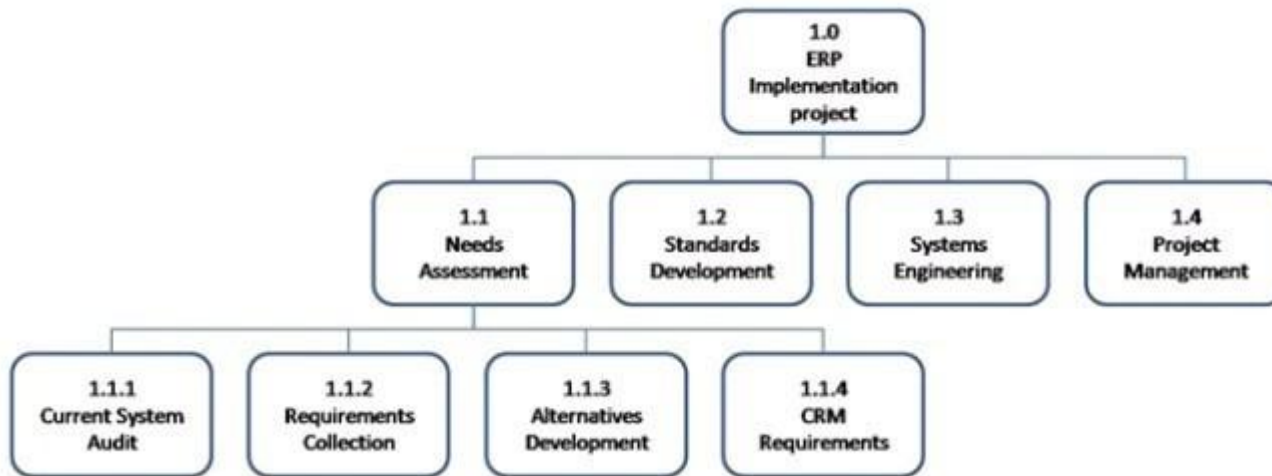 1.0
ERP
Implementation
project
1.1
Needs
Assessment
1.2
Standards
Development
1.3
Systems
Engineering
1.4
Project
Management
1.1.1
Current System
Audit
1.1.2
Requirements
Collection
1.1.3
Alternatives
Development
1.1.4
CRM
Requirements